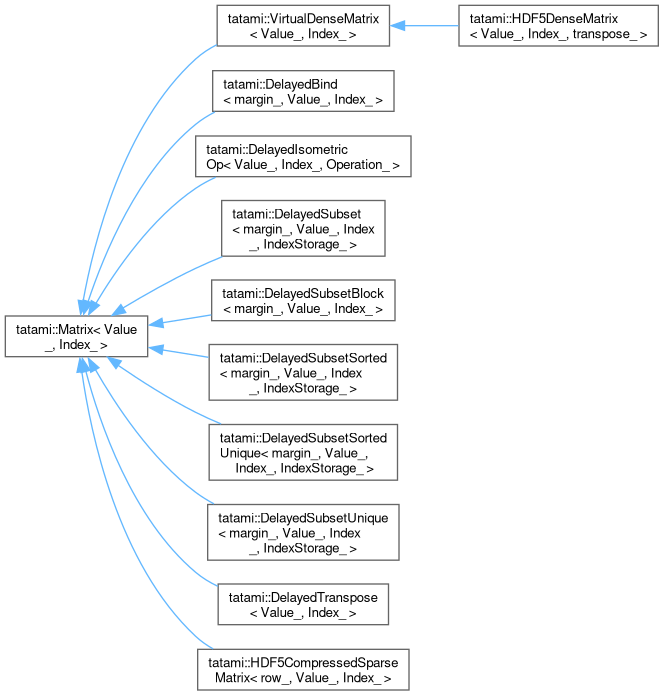 tatami::VirtualDenseMatrix
< Value_, Index_ >
tatami::HDF5DenseMatrix
< Value_, Index_, transpose_ >
tatami::DelayedBind
< margin_, Value_, Index_ >
tatami::DelayedIsometric
Op< Value_, Index_, Operation_ >
tatami::DelayedSubset
< margin_, Value_, Index
_, IndexStorage_ >
tatami::DelayedSubsetBlock
< margin_, Value_, Index_ >
tatami::Matrix< Value
_, Index_ >
tatami::DelayedSubsetSorted
< margin_, Value_, Index
_, IndexStorage_ >
tatami::DelayedSubsetSorted
Unique< margin_, Value_,
Index_, IndexStorage_ >
tatami::DelayedSubsetUnique
< margin_, Value_, Index
_, IndexStorage_ >
tatami::DelayedTranspose
< Value_, Index_ >
tatami::HDF5CompressedSparse
Matrix< row_, Value_, Index_ >